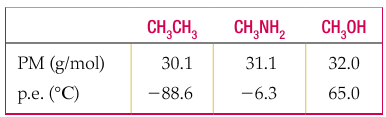 CH₃CH₃ CH₃NH₂ CH₃OH
PM (g/mol) 30.1 31.1 32.0
p.e. (°C) −88.6 −6.3 65.0